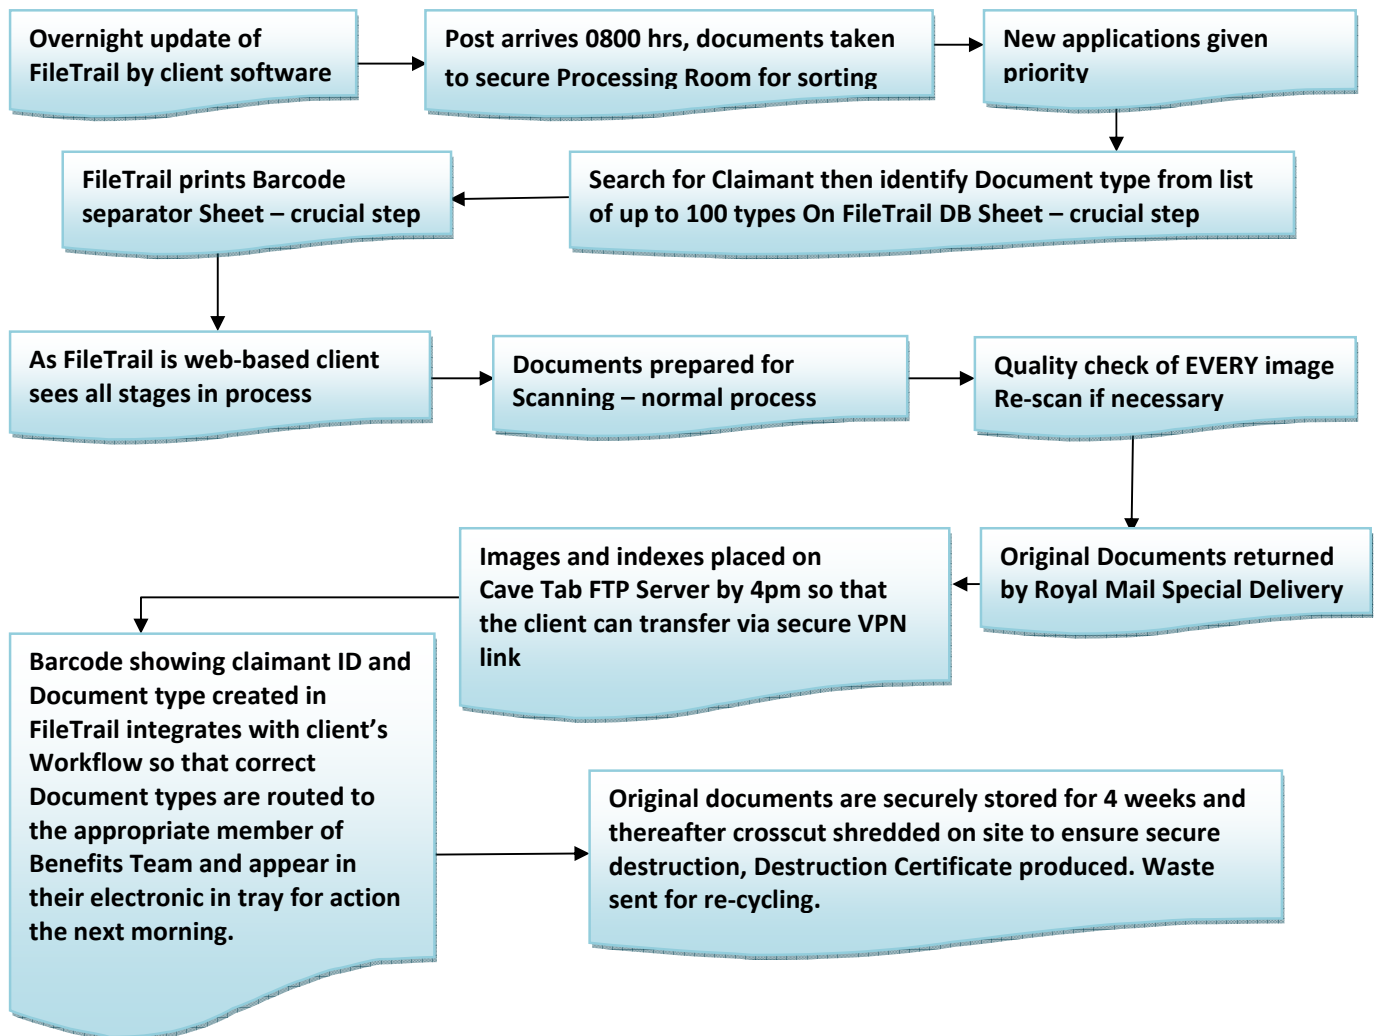 Overnight update of
FileTrail by client software
Post arrives 0800 hrs, documents taken
to secure Processing Room for sorting
New applications given
priority
Search for Claimant then identify Document type from list
of up to 100 types On FileTrail DB Sheet – crucial step
FileTrail prints Barcode
separator Sheet – crucial step
As FileTrail is web-based client
sees all stages in process
Documents prepared for
Scanning – normal process
Quality check of EVERY image
Re-scan if necessary
Original Documents returned
by Royal Mail Special Delivery
Images and indexes placed on
Cave Tab FTP Server by 4pm so that
the client can transfer via secure VPN
link
Barcode showing claimant ID and
Document type created in
FileTrail integrates with client’s
Workflow so that correct
Document types are routed to
the appropriate member of
Benefits Team and appear in
their electronic in tray for action
the next morning.
Original documents are securely stored for 4 weeks and
thereafter crosscut shredded on site to ensure secure
destruction, Destruction Certificate produced. Waste
sent for re-cycling.